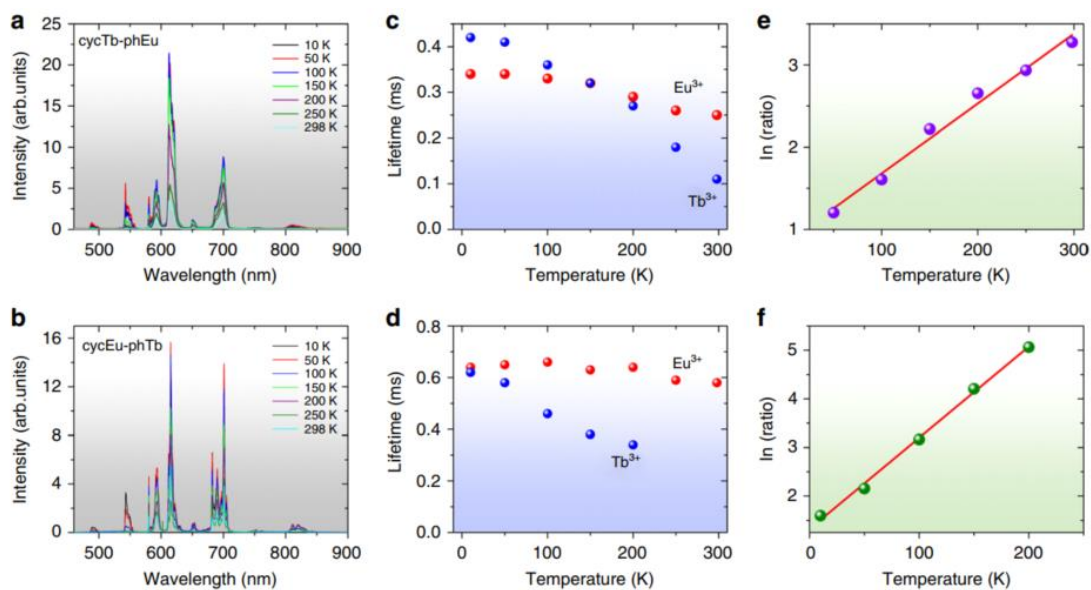 a
cycTb-phEu
10 K
50 K
100 K
150 K
200 K
250 K
298 K
Intensity (arb.units)
25
20
15
10
5
0
500 600 700 800 900
Wavelength (nm)
c
Lifetime (ms)
0.4
0.3
0.2
0.1
0.0
Eu3+
Tb3+
0 50 100 150 200 250 300
Temperature (K)
e
ln (ratio)
3
2
1
100 200 300
Temperature (K)
b
cycEu-phTb
10 K
50 K
100 K
150 K
200 K
250 K
298 K
Intensity (arb.units)
16
12
8
4
0
500 600 700 800 900
Wavelength (nm)
d
Lifetime (ms)
0.8
0.6
0.4
0.2
0.0
Eu3+
Tb3+
0 50 100 150 200 250 300
Temperature (K)
f
ln (ratio)
5
4
3
2
0 100 200
Temperature (K)